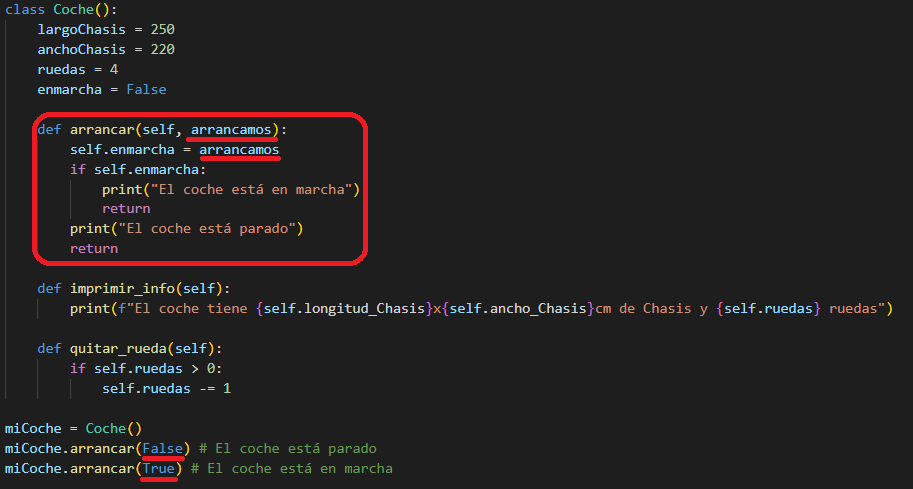 class Coche():
    largoChasis = 250
    anchoChasis = 220
    ruedas = 4
    enmarcha = False

    def arrancar(self, arrancamos):
        self.enmarcha = arrancamos
        if self.enmarcha:
            print("El coche está en marcha")
            return
        print("El coche está parado")
        return

    def imprimir_info(self):
        print(f"El coche tiene {self.longitud_Chasis}x{self.ancho_Chasis}cm de Chasis y {self.ruedas} ruedas")

    def quitar_rueda(self):
        if self.ruedas > 0:
            self.ruedas -= 1

miCoche = Coche()
miCoche.arrancar(False) # El coche está parado
miCoche.arrancar(True) # El coche está en marcha